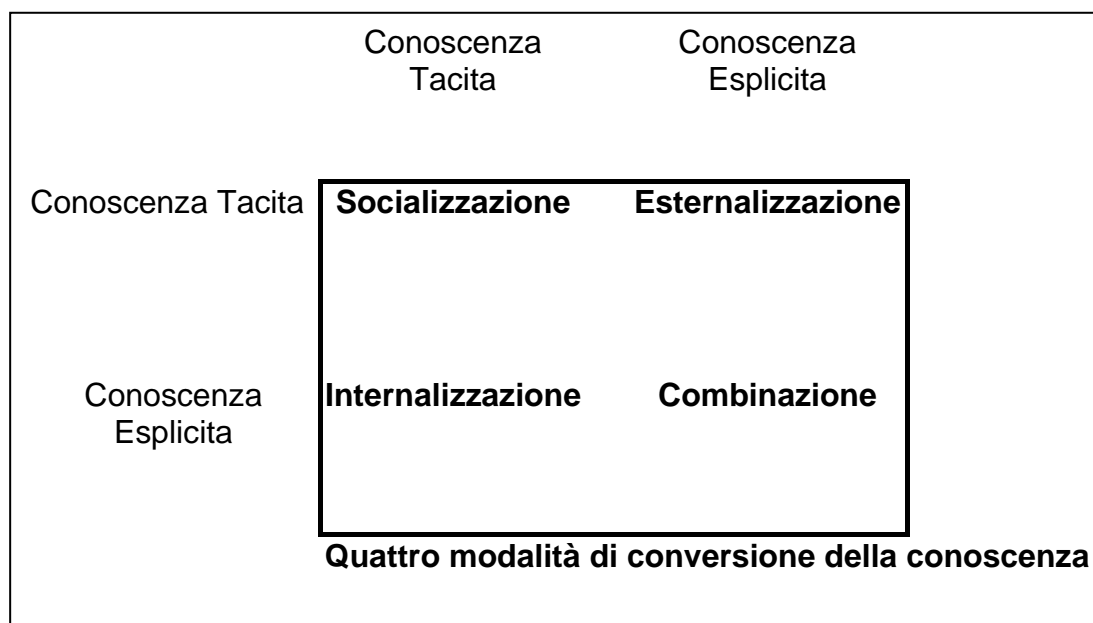 Conoscenza
Tacita
Conoscenza
Esplicita
Conoscenza Tacita
Socializzazione
Esternalizzazione
Conoscenza
Esplicita
Internalizzazione
Combinazione
Quattro modalità di conversione della conoscenza